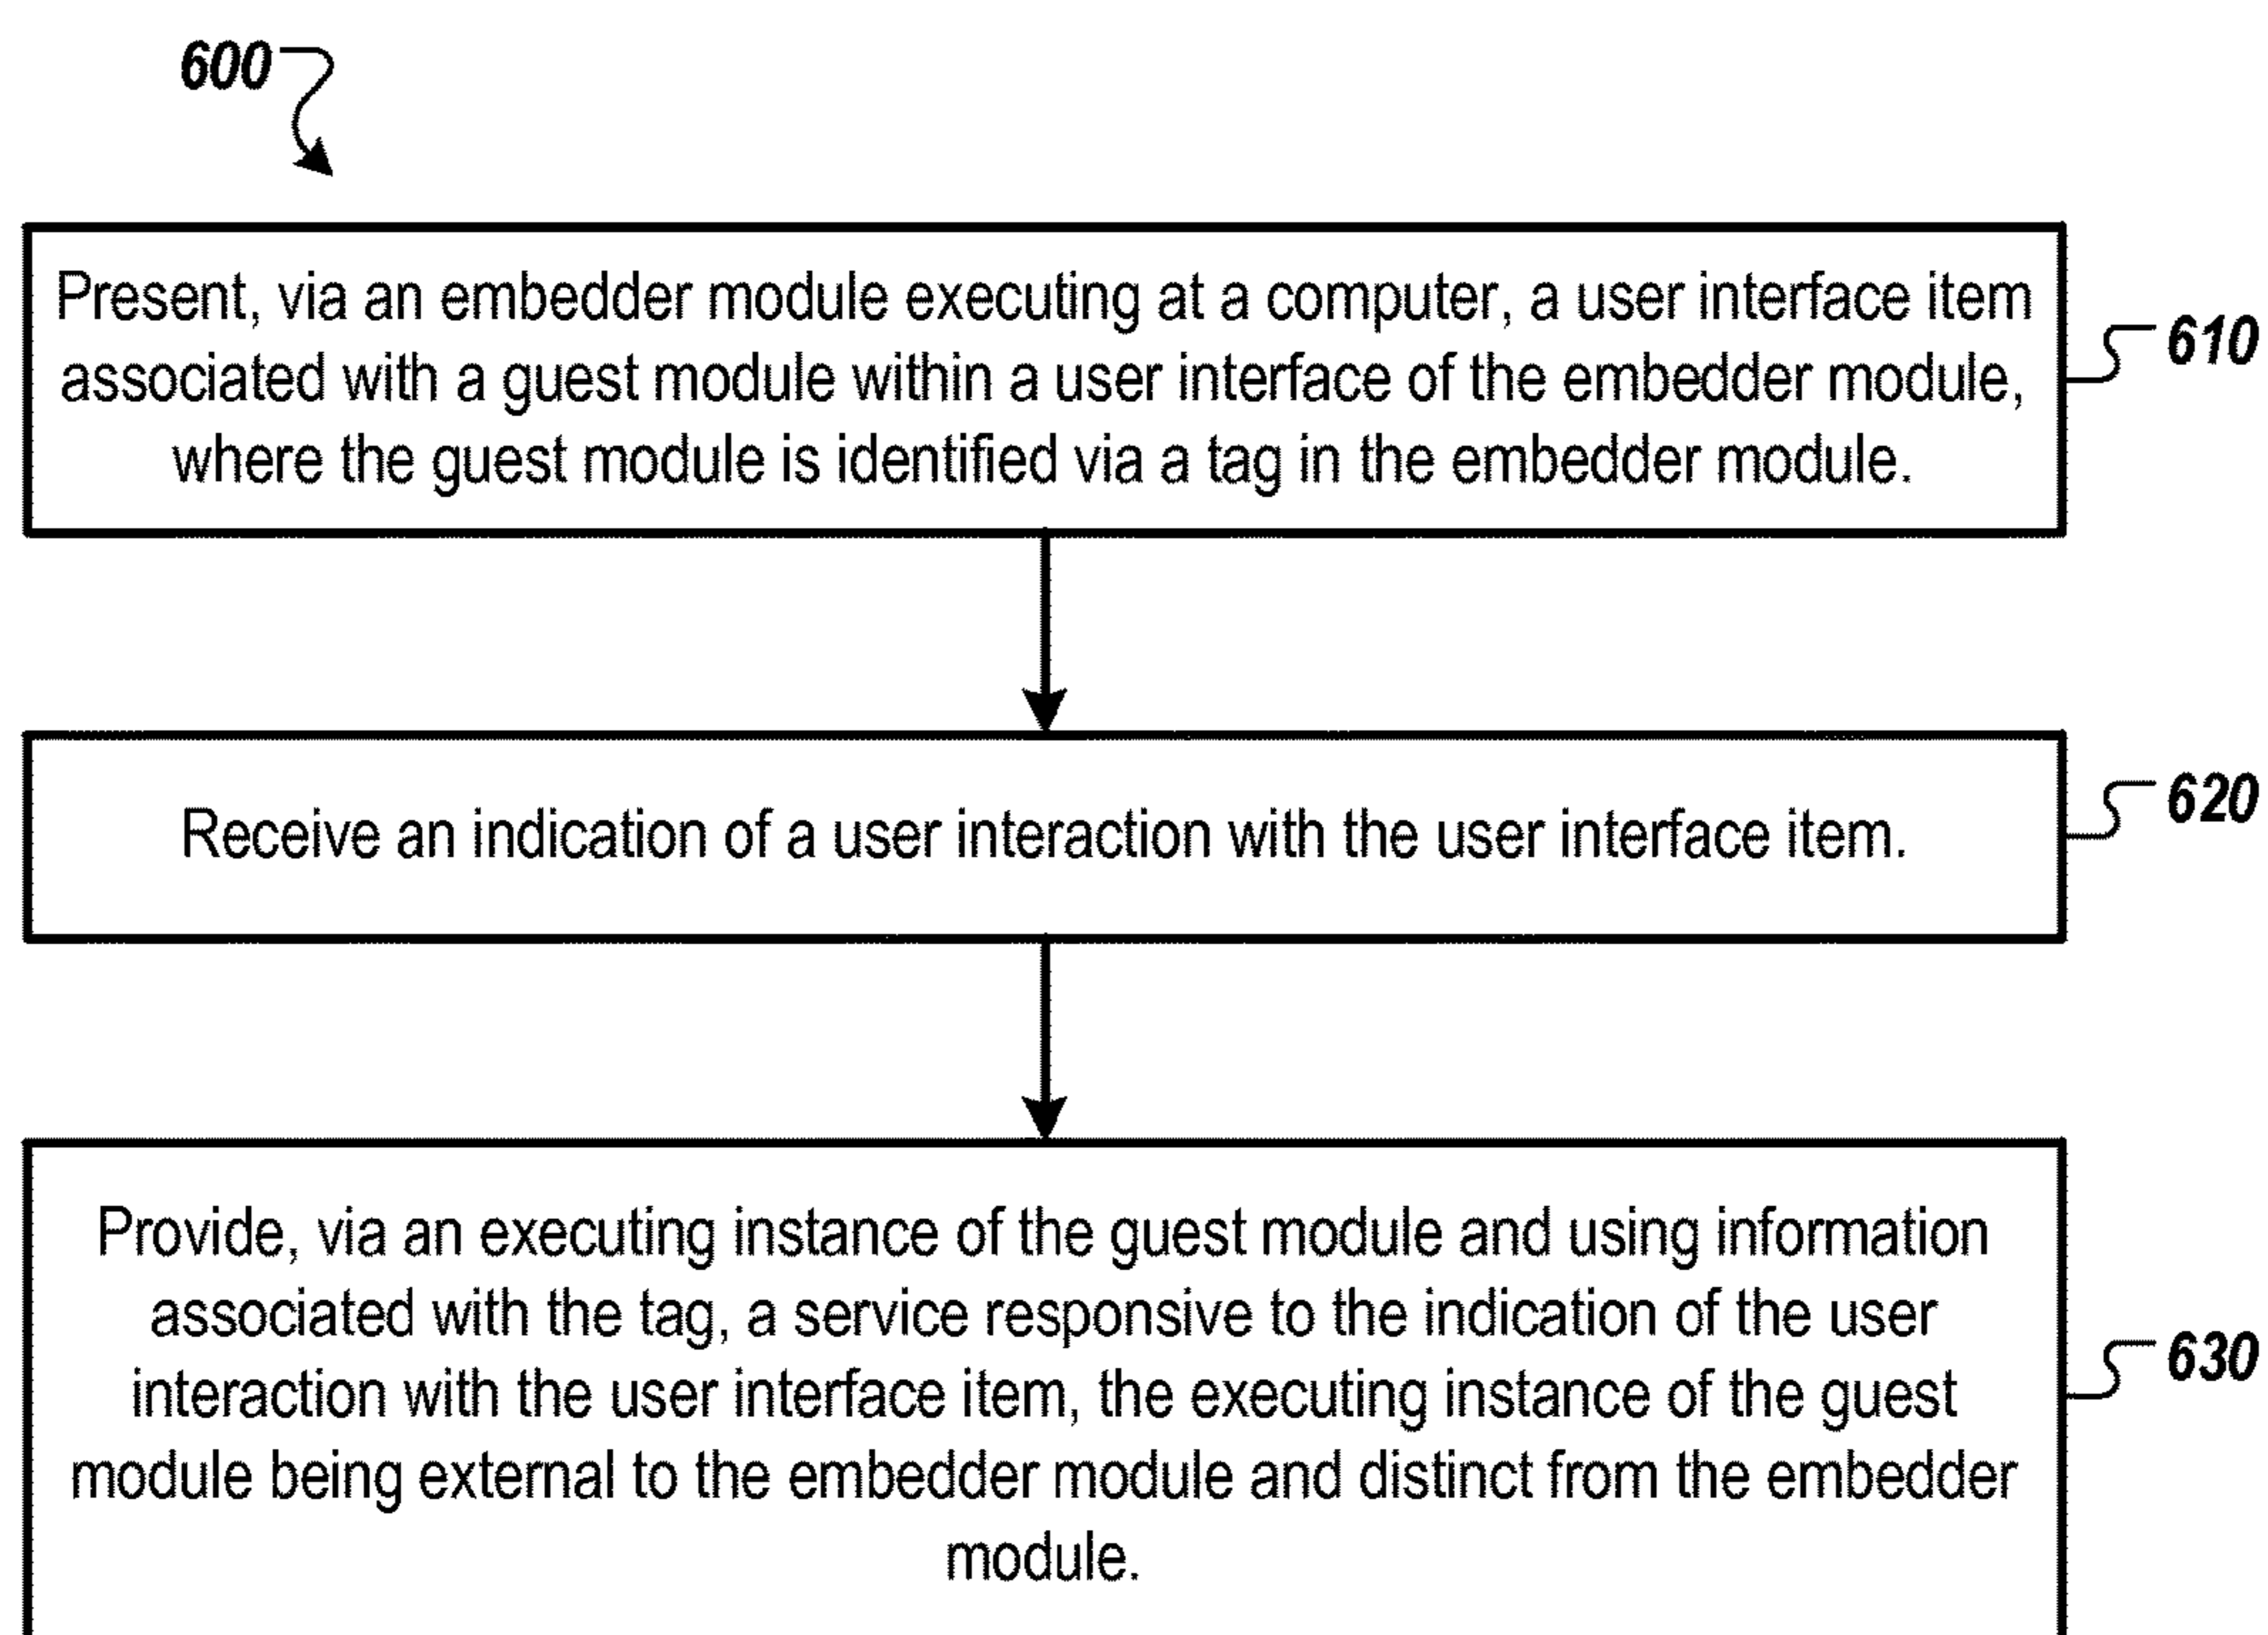 600
Present, via an embedder module executing at a computer, a user interface item
associated with a guest module within a user interface of the embedder module,
where the guest module is identified via a tag in the embedder module.
610
Receive an indication of a user interaction with the user interface item.
620
Provide, via an executing instance of the guest module and using information
associated with the tag, a service responsive to the indication of the user
interaction with the user interface item, the executing instance of the guest
module being external to the embedder module and distinct from the embedder
module.
630